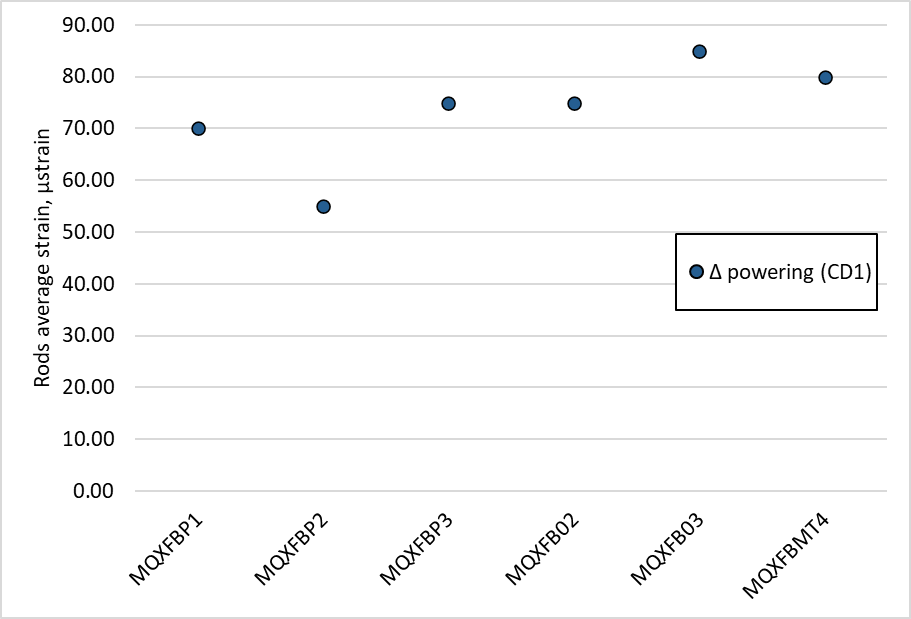 90.00
80.00
70.00
60.00
50.00
40.00
30.00
20.00
10.00
0.00
Rods average strain, µstrain
Δ powering (CD1)
MQXFBP1
MQXFBP2
MQXFBP3
MQXFB02
MQXFB03
MQXFBMT4